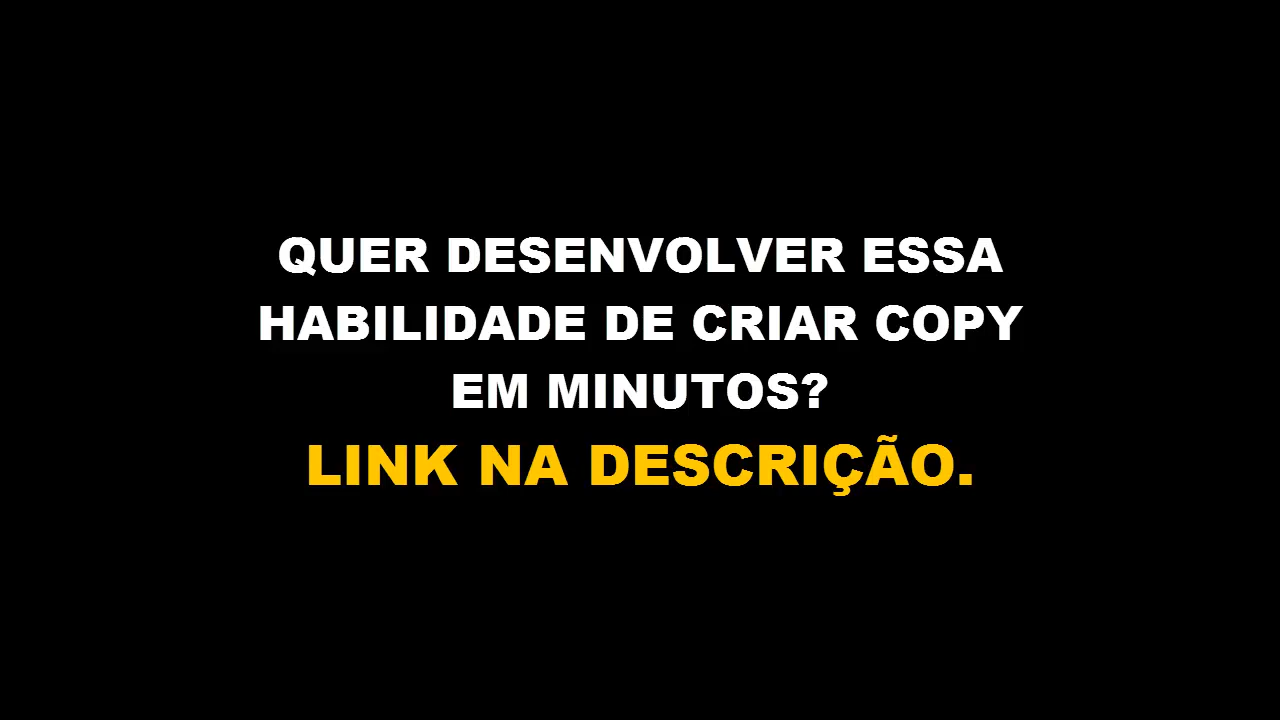 QUER DESENVOLVER ESSA
HABILIDADE DE CRIAR COPY
EM MINUTOS?
LINK NA DESCRIÇÃO.